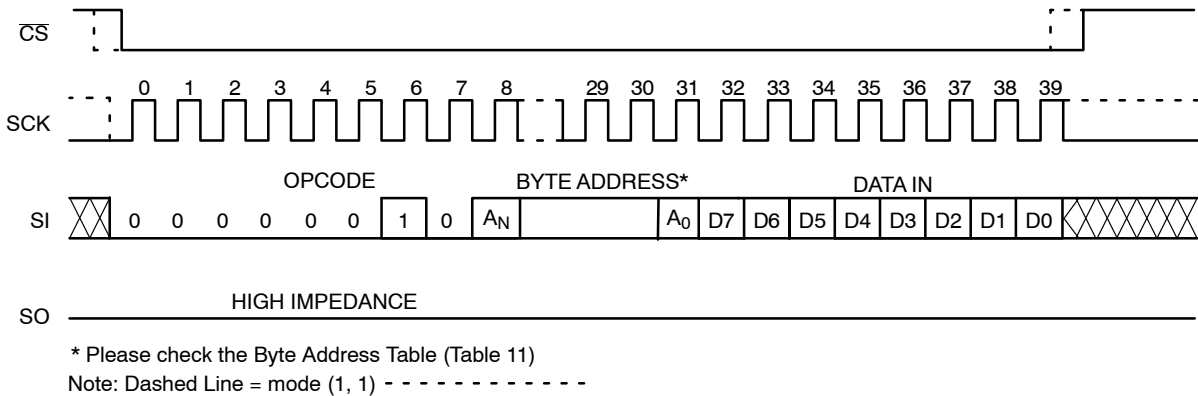 CS
0 1 2 3 4 5 6 7 8 29 30 31 32 33 34 35 36 37 38 39
SCK
OPCODE BYTE ADDRESS* DATA IN
SI 0 0 0 0 0 0 1 0 AN A0 D7 D6 D5 D4 D3 D2 D1 D0
HIGH IMPEDANCE
SO
* Please check the Byte Address Table (Table 11)
Note: Dashed Line = mode (1, 1) - - - - - - - - - - - - -